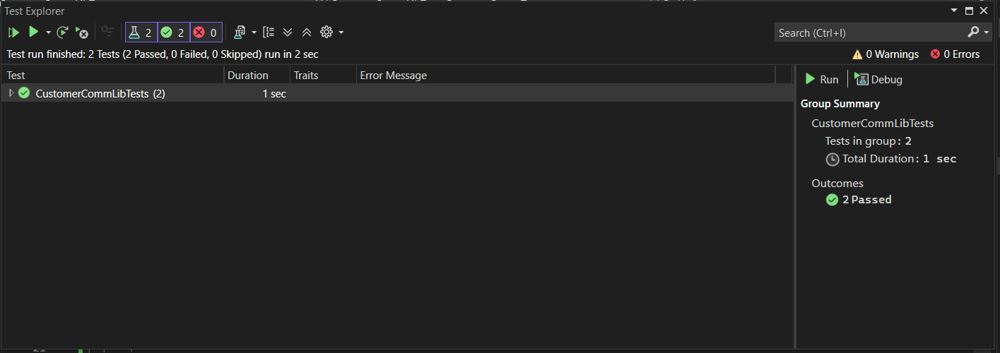 Test Explorer
2 2 0
Search (Ctrl+I)
Test run finished: 2 Tests (2 Passed, 0 Failed, 0 Skipped) run in 2 sec
0 Warnings 0 Errors
Test Duration Traits Error Message
CustomerCommLibTests (2) 1 sec
Run Debug
Group Summary
CustomerCommLibTests
Tests in group: 2
Total Duration: 1 sec
Outcomes
2 Passed